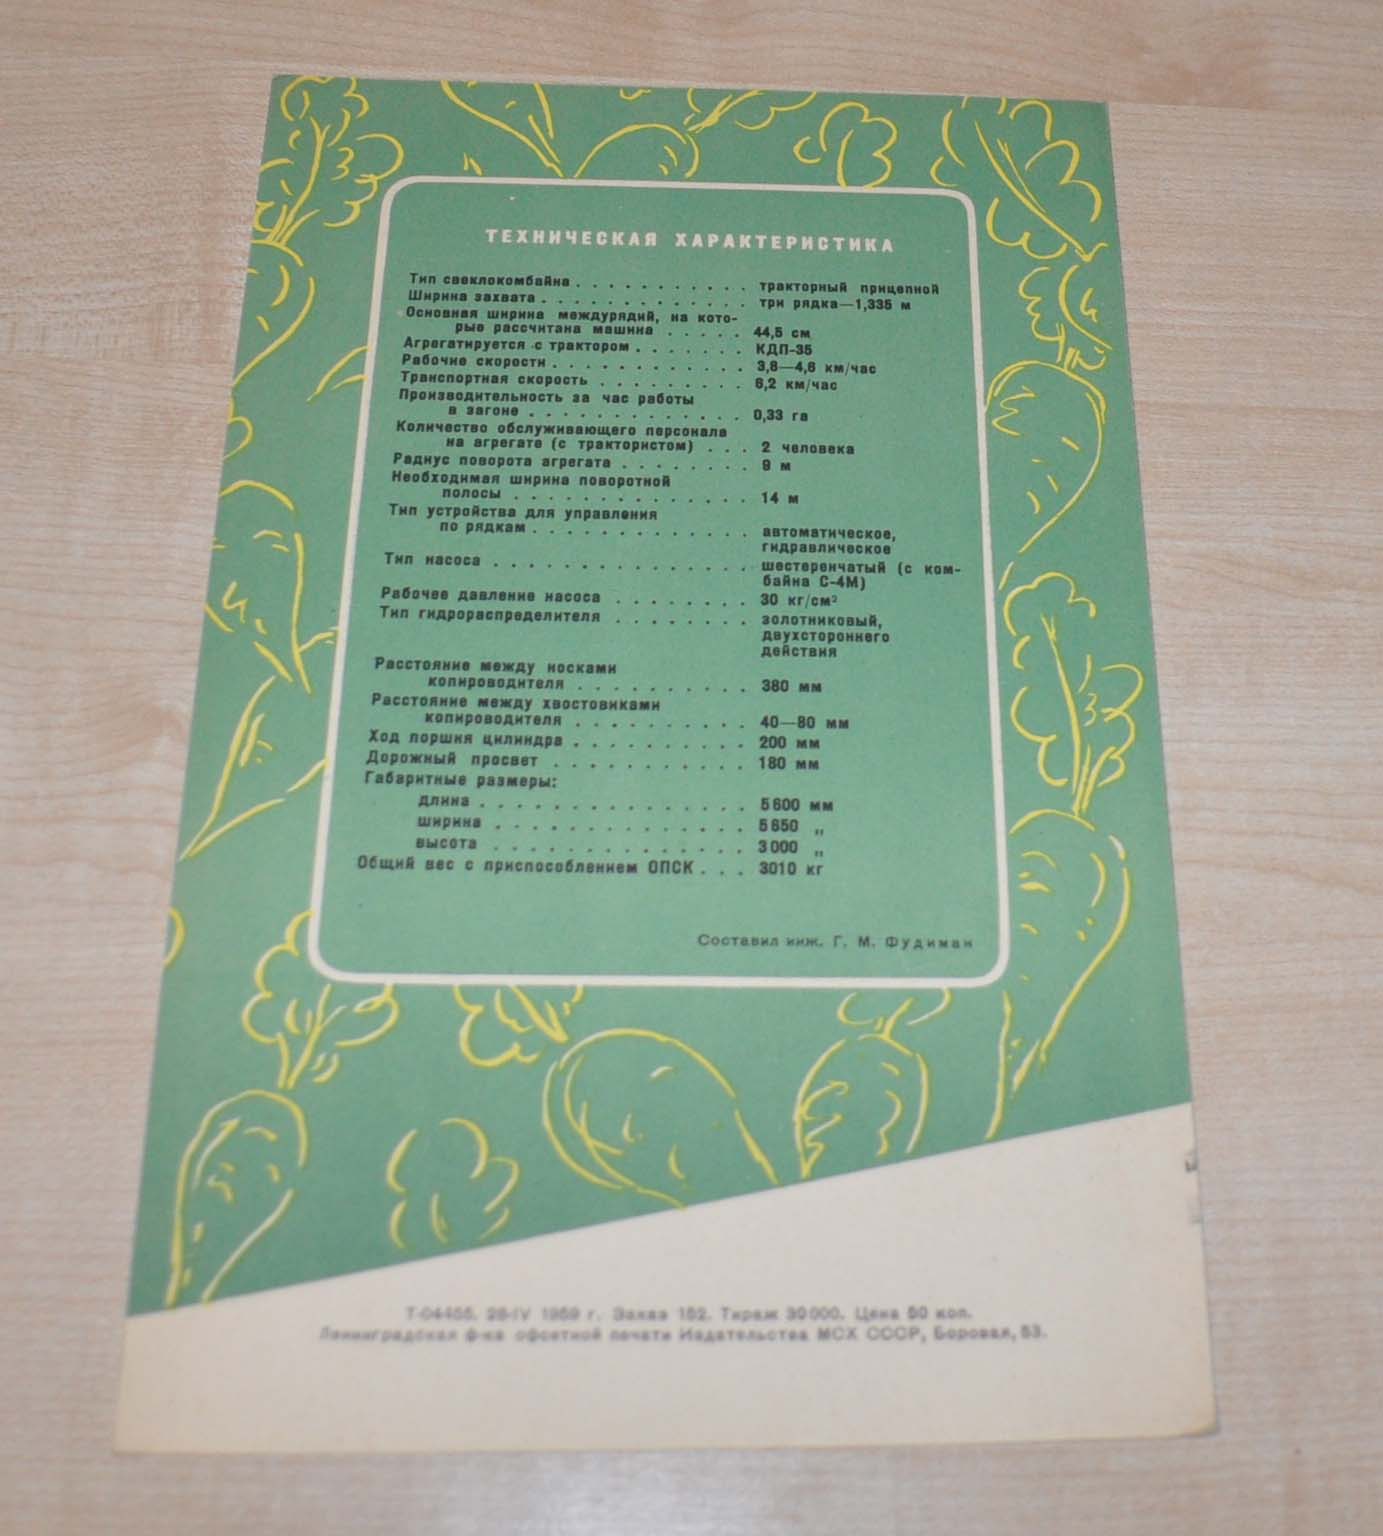 ТЕХНИЧЕСКАЯ ХАРАКТЕРИСТИКА
Тип свеклокомбайна . . . . . . . . . . . тракторный прицепной
Ширина захвата . . . . . . . . . . . . . три рядка—1,335 м
Основная ширина междурядий, на кото-
рые рассчитана машина . . . . . 44,5 см
Агрегатируется с трактором . . . . . . . КДП-35
Рабочие скорости . . . . . . . . . . . . 3,8—4,6 км/час
Транспортная скорость . . . . . . . . . 6,2 км/час
Производительность за час работы
в загоне . . . . . . . . . . . . . 0,33 га
Количество обслуживающего персонала
на агрегате (с трактористом) . . . 2 человека
Радиус поворота агрегата . . . . . . . . 9 м
Необходимая ширина поворотной
полосы . . . . . . . . . . . . . . 14 м
Тип устройства для управления
по рядкам . . . . . . . . . . . . . автоматическое,
гидравлическое
Тип насоса . . . . . . . . . . . . . . . шестеренчатый (с ком-
байна С-4М)
Рабочее давление насоса . . . . . . . . 30 кг/см²
Тип гидрораспределителя . . . . . . . . золотниковый,
двухстороннего
действия
Расстояние между носками
копироводителя . . . . . . . . . . 380 мм
Расстояние между хвостовиками
копироводителя . . . . . . . . . . 40—80 мм
Ход поршня цилиндра . . . . . . . . . . 200 мм
Дорожный просвет . . . . . . . . . . . 180 мм
Габаритные размеры:
длина . . . . . . . . . . . . . . . 5600 мм
ширина . . . . . . . . . . . . . . 5650 „
высота . . . . . . . . . . . . . . 3000 „
Общий вес с приспособлением ОПСК . . . 3010 кг
Составил инж. Г. М. Фудиман
Т-04455. 28-IV 1959 г. Заказ 152. Тираж 30000. Цена 50 коп.
Ленинградская ф-ка офсетной печати Издательства МСХ СССР, Боровая, 53.